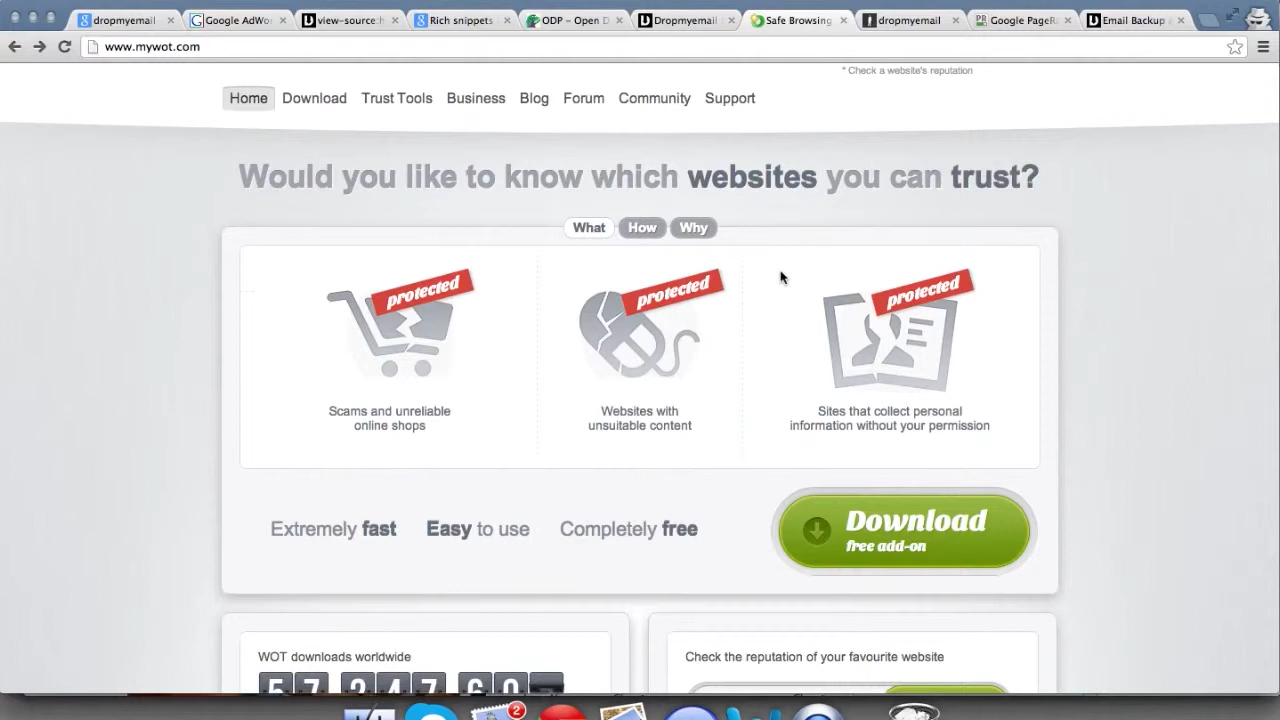 dropmyemail
Google AdWo
view-source:h
Rich snippets
ODP – Open D
Dropmyemail
Safe Browsing
dropmyemail
Google PageR
Email Backup
www.mywot.com
* Check a website's reputation
Home Download Trust Tools Business Blog Forum Community Support
Would you like to know which websites you can trust?
What How Why
protected
protected
protected
Scams and unreliable
online shops
Websites with
unsuitable content
Sites that collect personal
information without your permission
Extremely fast Easy to use Completely free
Download
free add-on
WOT downloads worldwide
Check the reputation of your favourite website
2